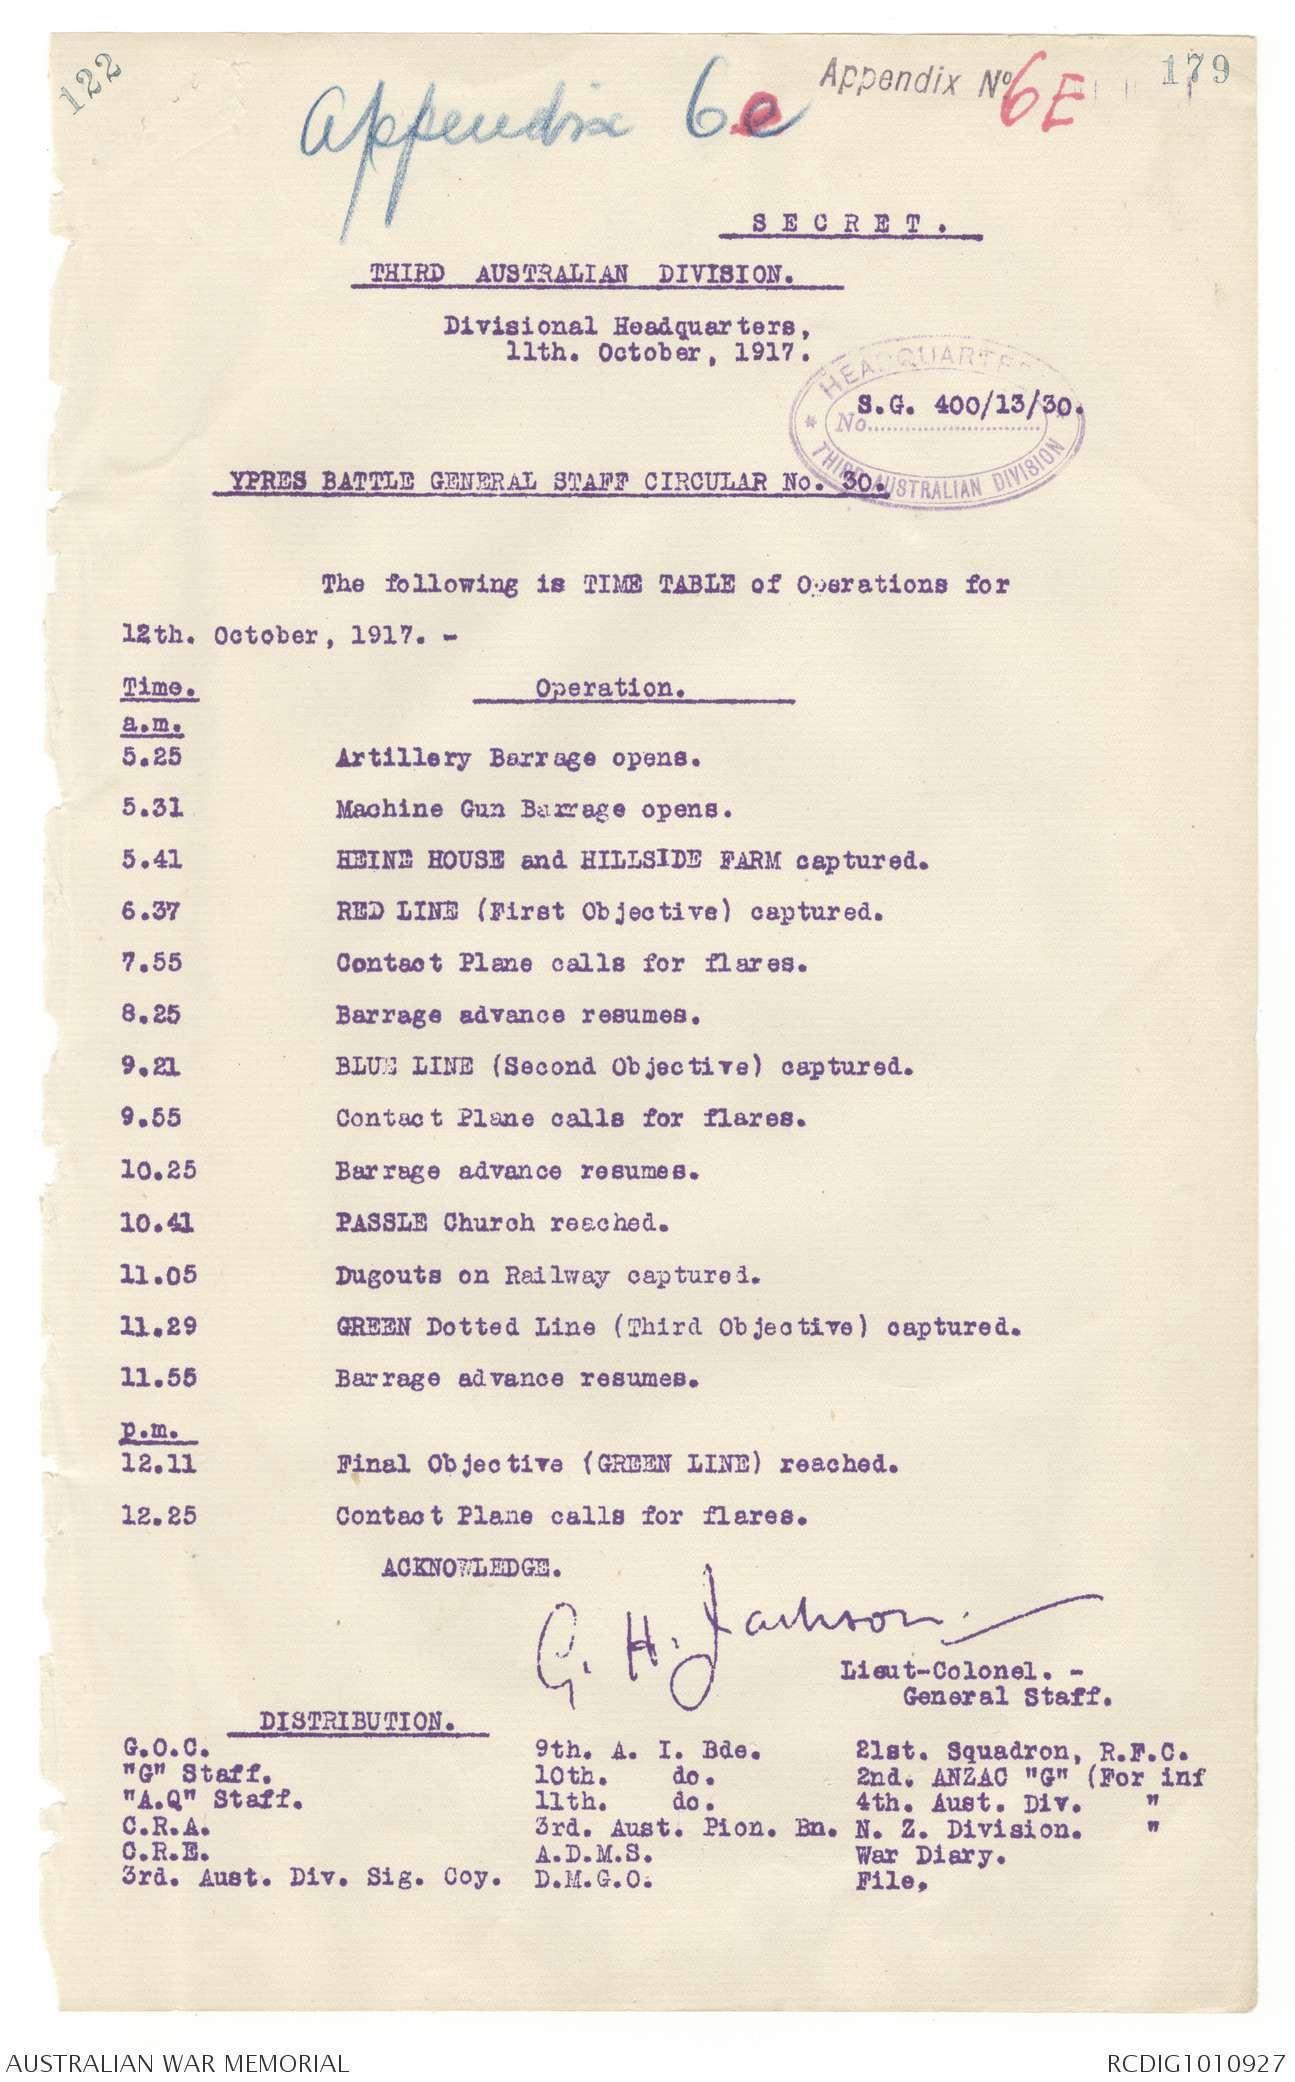 122
Appendix 6e
Appendix No 6E
179
SECRET.
THIRD AUSTRALIAN DIVISION.
Divisional Headquarters,
11th. October, 1917.
HEADQUARTERS
No.
THIRD AUSTRALIAN DIVISION
S.G. 400/13/30.
YPRES BATTLE GENERAL STAFF CIRCULAR No. 30.
The following is TIME TABLE of Operations for
12th. October, 1917. -
Time. Operation.
a.m.
5.25 Artillery Barrage opens.
5.31 Machine Gun Barrage opens.
5.41 HEINE HOUSE and HILLSIDE FARM captured.
6.37 RED LINE (First Objective) captured.
7.55 Contact Plane calls for flares.
8.25 Barrage advance resumes.
9.21 BLUE LINE (Second Objective) captured.
9.55 Contact Plane calls for flares.
10.25 Barrage advance resumes.
10.41 PASSLE Church reached.
11.05 Dugouts on Railway captured.
11.29 GREEN Dotted Line (Third Objective) captured.
11.55 Barrage advance resumes.
p.m.
12.11 Final Objective (GREEN LINE) reached.
12.25 Contact Plane calls for flares.
ACKNOWLEDGE.
G. H. Jackson.
Lieut-Colonel. -
General Staff.
DISTRIBUTION.
G.O.C. 9th. A. I. Bde. 21st. Squadron, R.F.C.
"G" Staff. 10th. do. 2nd. ANZAC "G" (For inf
"A.Q" Staff. 11th. do. 4th. Aust. Div. "
C.R.A. 3rd. Aust. Pion. Bn. N. Z. Division. "
C.R.E. A.D.M.S. War Diary.
3rd. Aust. Div. Sig. Coy. D.M.G.O. File.
AUSTRALIAN WAR MEMORIAL RCDIG1010927